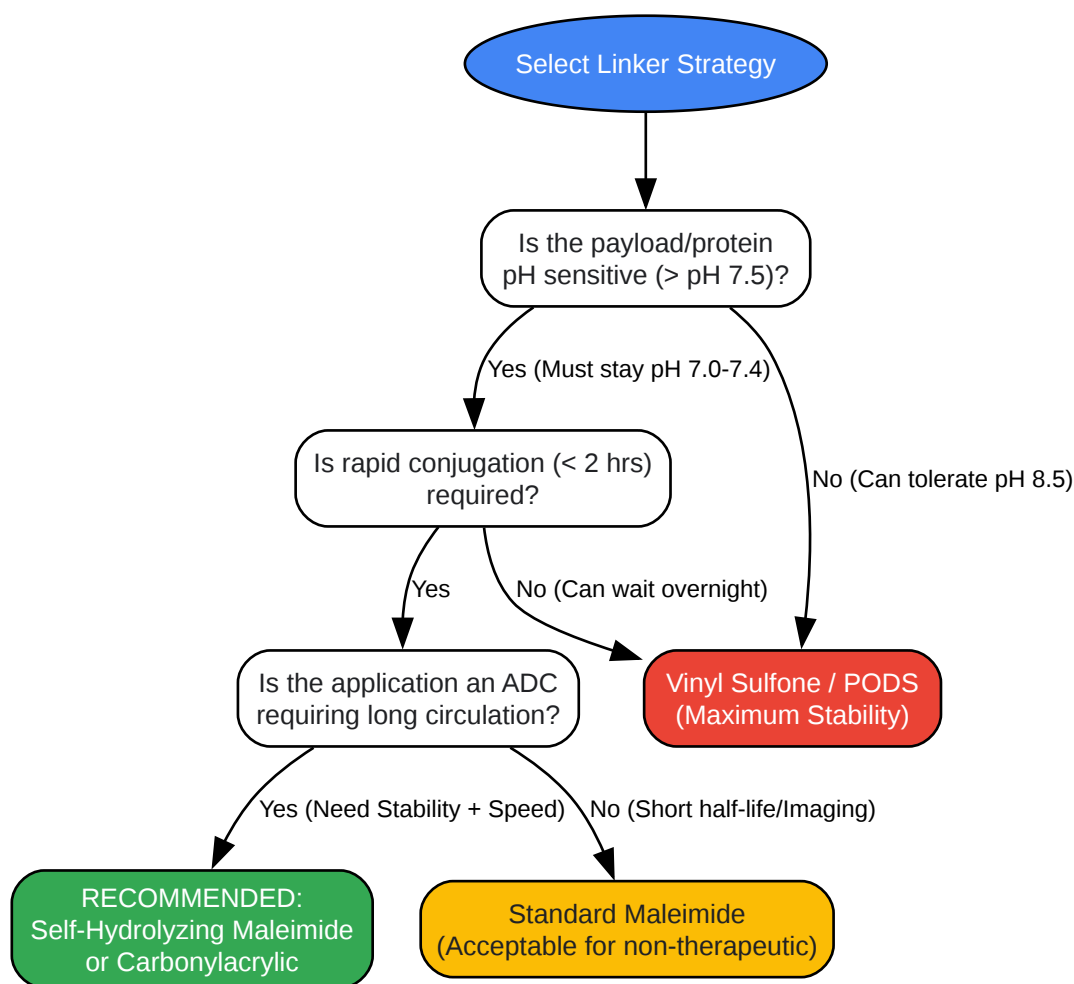 Select Linker Strategy
Is the payload/protein
pH sensitive (> pH 7.5)?
Yes (Must stay pH 7.0-7.4)
Is rapid conjugation (< 2 hrs)
required?
No (Can tolerate pH 8.5)
Yes
No (Can wait overnight)
Is the application an ADC
requiring long circulation?
Vinyl Sulfone / PODS
(Maximum Stability)
Yes (Need Stability + Speed)
No (Short half-life/Imaging)
RECOMMENDED:
Self-Hydrolyzing Maleimide
or Carbonylacrylic
Standard Maleimide
(Acceptable for non-therapeutic)